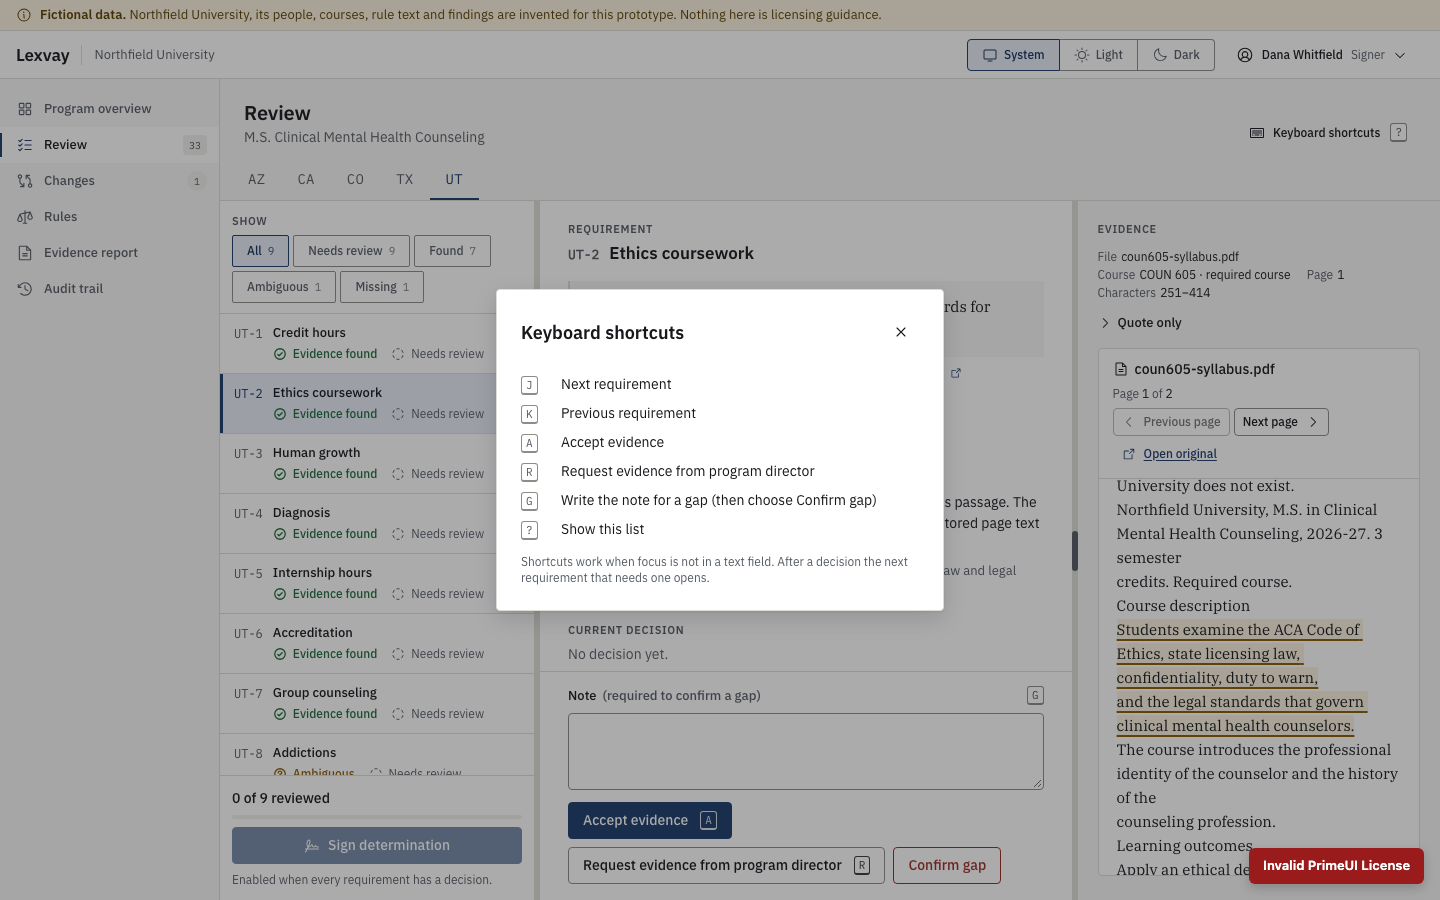 Fictional data. Northfield University, its people, courses, rule text and findings are invented for this prototype. Nothing here is licensing guidance.
Lexvay
Northfield University
System
Light
Dark
Dana Whitfield Signer
Program overview
Review 33
Changes 1
Rules
Evidence report
Audit trail
Review
M.S. Clinical Mental Health Counseling
Keyboard shortcuts ?
AZ CA CO TX UT
SHOW
All 9
Needs review 9
Found 7
Ambiguous 1
Missing 1
UT-1 Credit hours
Evidence found Needs review
UT-2 Ethics coursework
Evidence found Needs review
UT-3 Human growth
Evidence found Needs review
UT-4 Diagnosis
Evidence found Needs review
UT-5 Internship hours
Evidence found Needs review
UT-6 Accreditation
Evidence found Needs review
UT-7 Group counseling
Evidence found Needs review
UT-8 Addictions
Ambiguous Needs review
0 of 9 reviewed
Sign determination
Enabled when every requirement has a decision.
REQUIREMENT
UT-2 Ethics coursework
rds for
s passage. The
tored page text
aw and legal
Keyboard shortcuts
J Next requirement
K Previous requirement
A Accept evidence
R Request evidence from program director
G Write the note for a gap (then choose Confirm gap)
? Show this list
Shortcuts work when focus is not in a text field. After a decision the next
requirement that needs one opens.
CURRENT DECISION
No decision yet.
Note (required to confirm a gap) G
Accept evidence A
Request evidence from program director R
Confirm gap
EVIDENCE
File coun605-syllabus.pdf
Course COUN 605 · required course Page 1
Characters 251–414
Quote only
coun605-syllabus.pdf
Page 1 of 2
Previous page
Next page
Open original
University does not exist.
Northfield University, M.S. in Clinical
Mental Health Counseling, 2026-27. 3
semester
credits. Required course.
Course description
Students examine the ACA Code of
Ethics, state licensing law,
confidentiality, duty to warn,
and the legal standards that govern
clinical mental health counselors.
The course introduces the professional
identity of the counselor and the history
of the
counseling profession.
Learning outcomes
Apply an ethical de
Invalid PrimeUI License